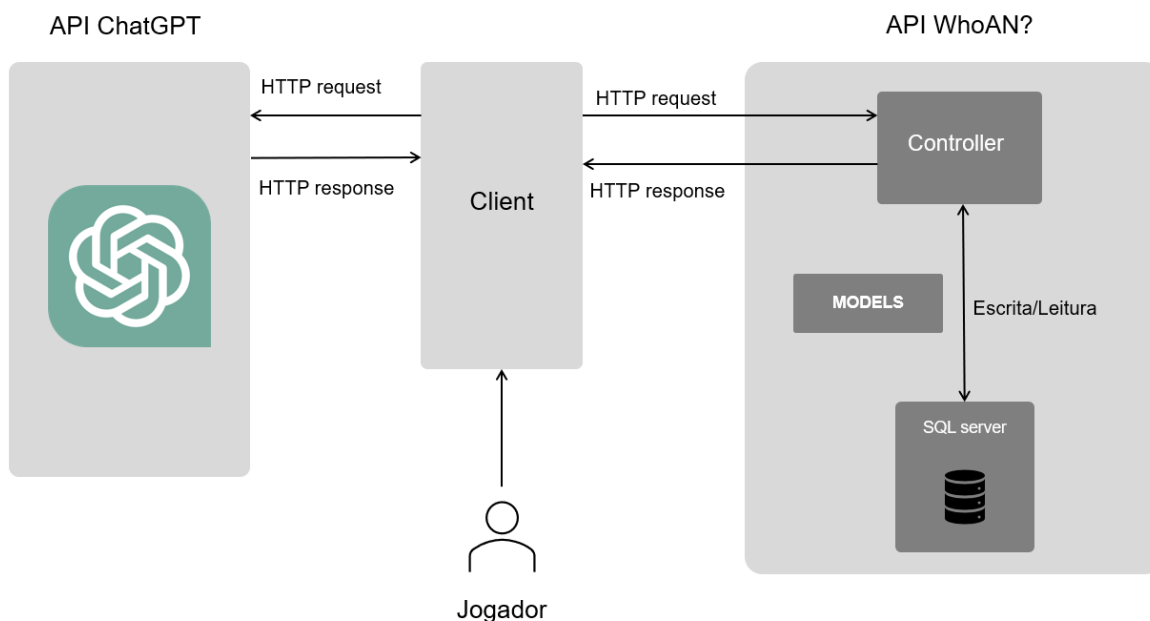 API ChatGPT
API WhoAN?
HTTP request
HTTP response
Client
HTTP request
HTTP response
Controller
MODELS
Escrita/Leitura
SQL server
Jogador